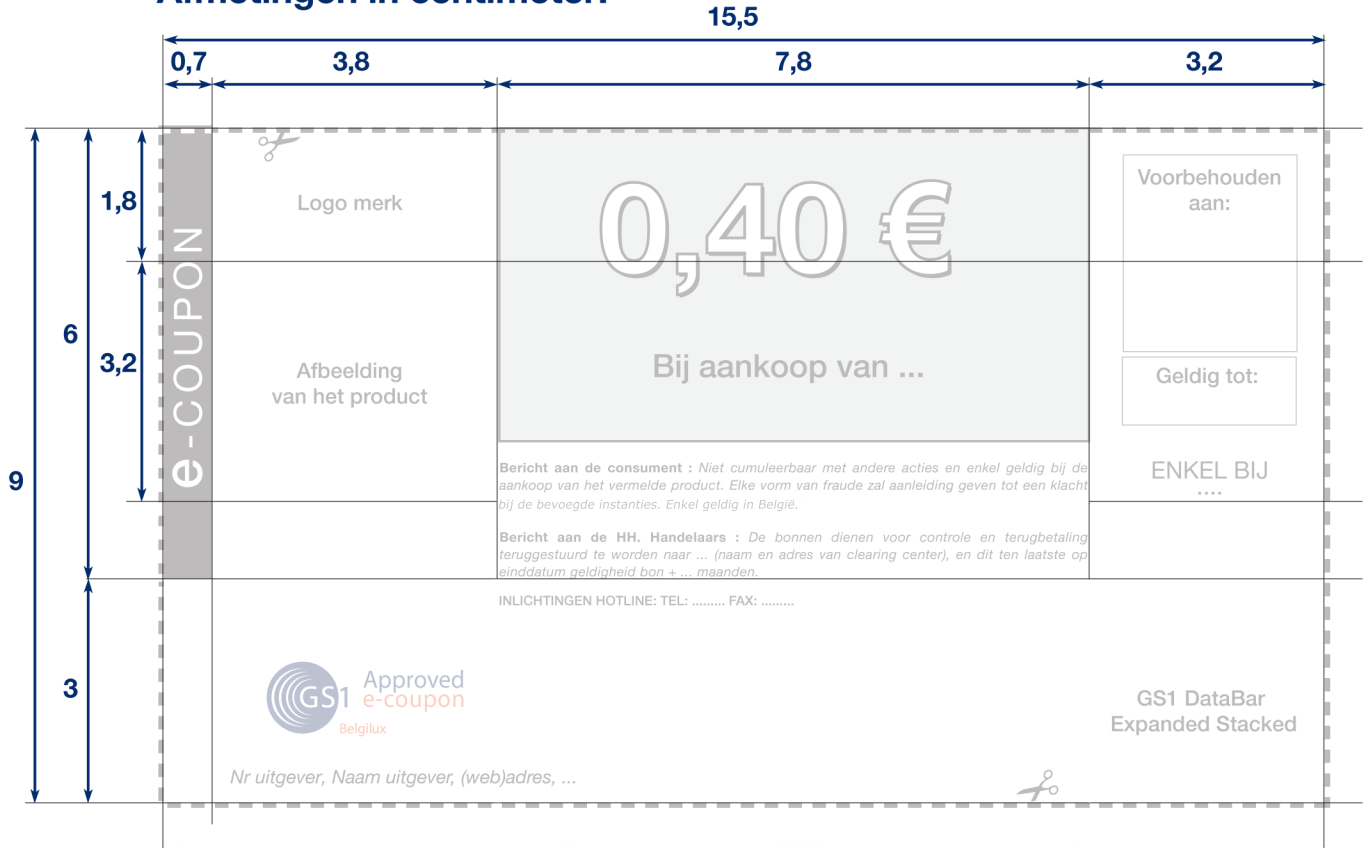 Afmetingen in centimeter:
15,5
0,7
3,8
7,8
3,2
9
6
1,8
3,2
3
e-COUPON
Logo merk
Afbeelding
van het product
0,40 €
Bij aankoop van ...
Voorbehouden
aan:
Geldig tot:
ENKEL BIJ
....
Bericht aan de consument : Niet cumuleerbaar met andere acties en enkel geldig bij de
aankoop van het vermelde product. Elke vorm van fraude zal aanleiding geven tot een klacht
bij de bevoegde instanties. Enkel geldig in België.
Bericht aan de HH. Handelaars : De bonnen dienen voor controle en terugbetaling
teruggestuurd te worden naar ... (naam en adres van clearing center), en dit ten laatste op
einddatum geldigheid bon + ... maanden.
INLICHTINGEN HOTLINE: TEL: ......... FAX: .........
GS1
Approved
e-coupon
Belgilux
GS1 DataBar
Expanded Stacked
Nr uitgever, Naam uitgever, (web)adres, ...